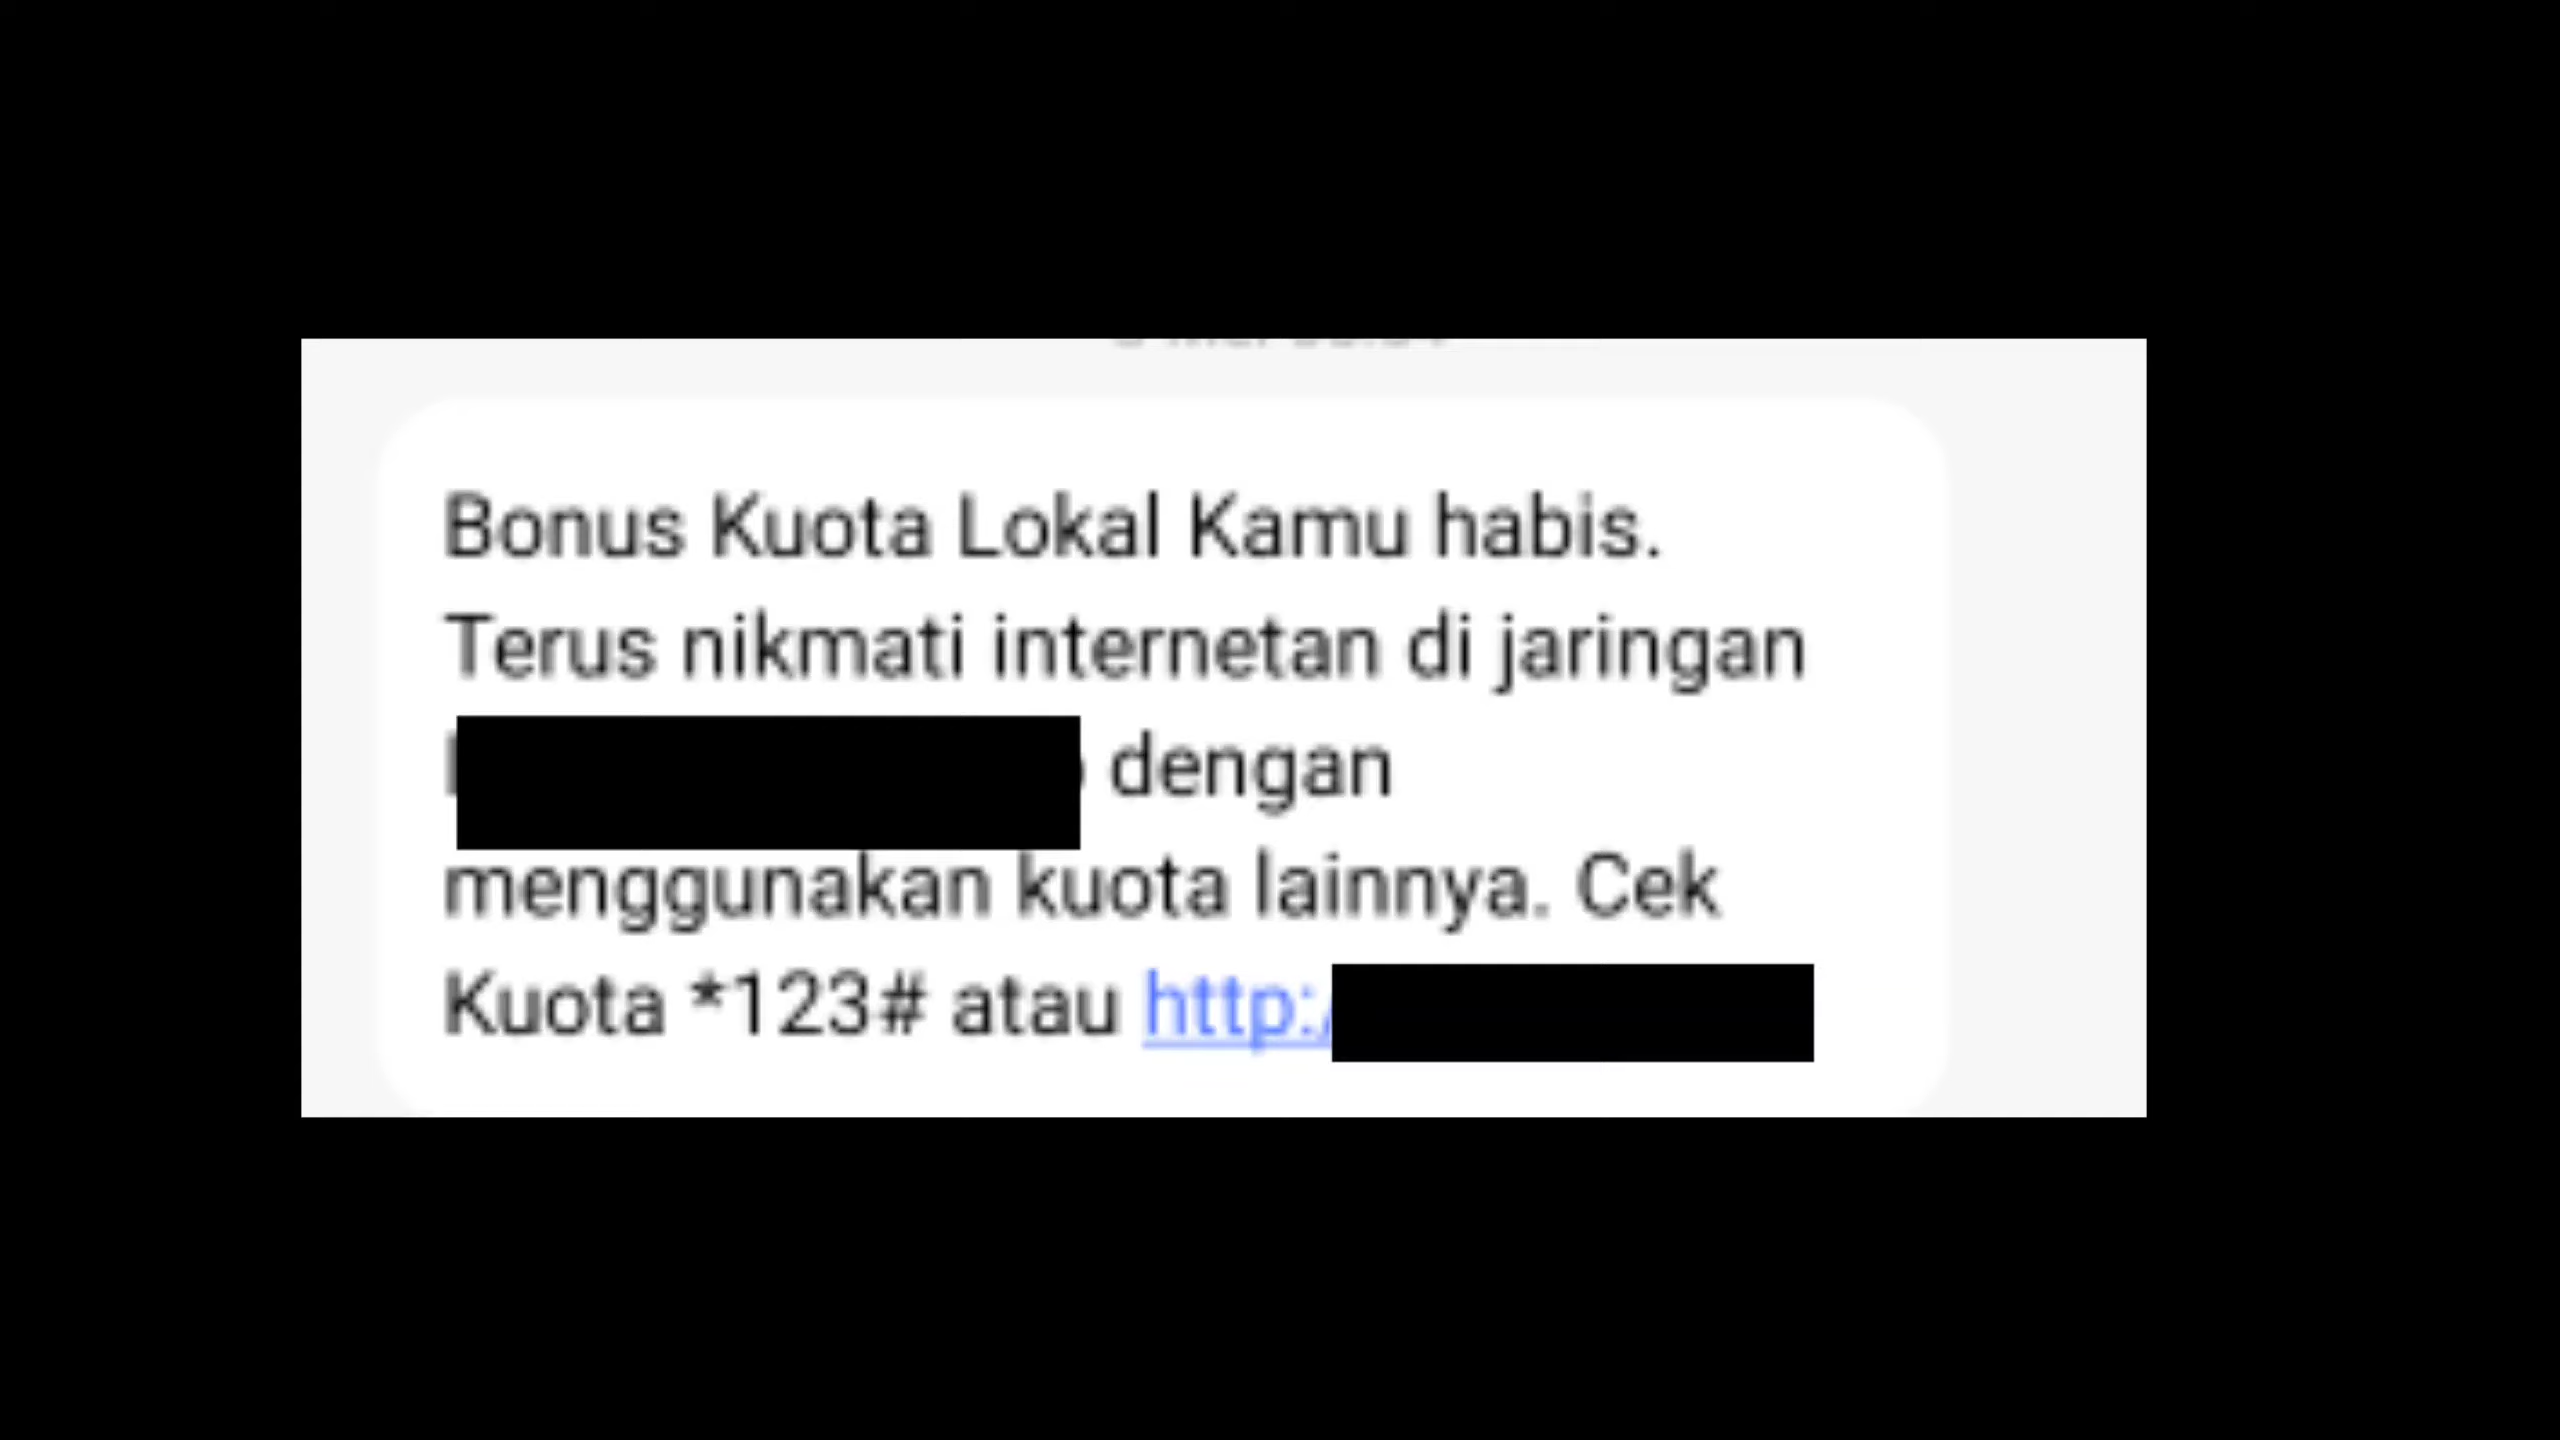 Bonus Kuota Lokal Kamu habis.
Terus nikmati internetan di jaringan
dengan
menggunakan kuota lainnya. Cek
Kuota *123# atau http:/